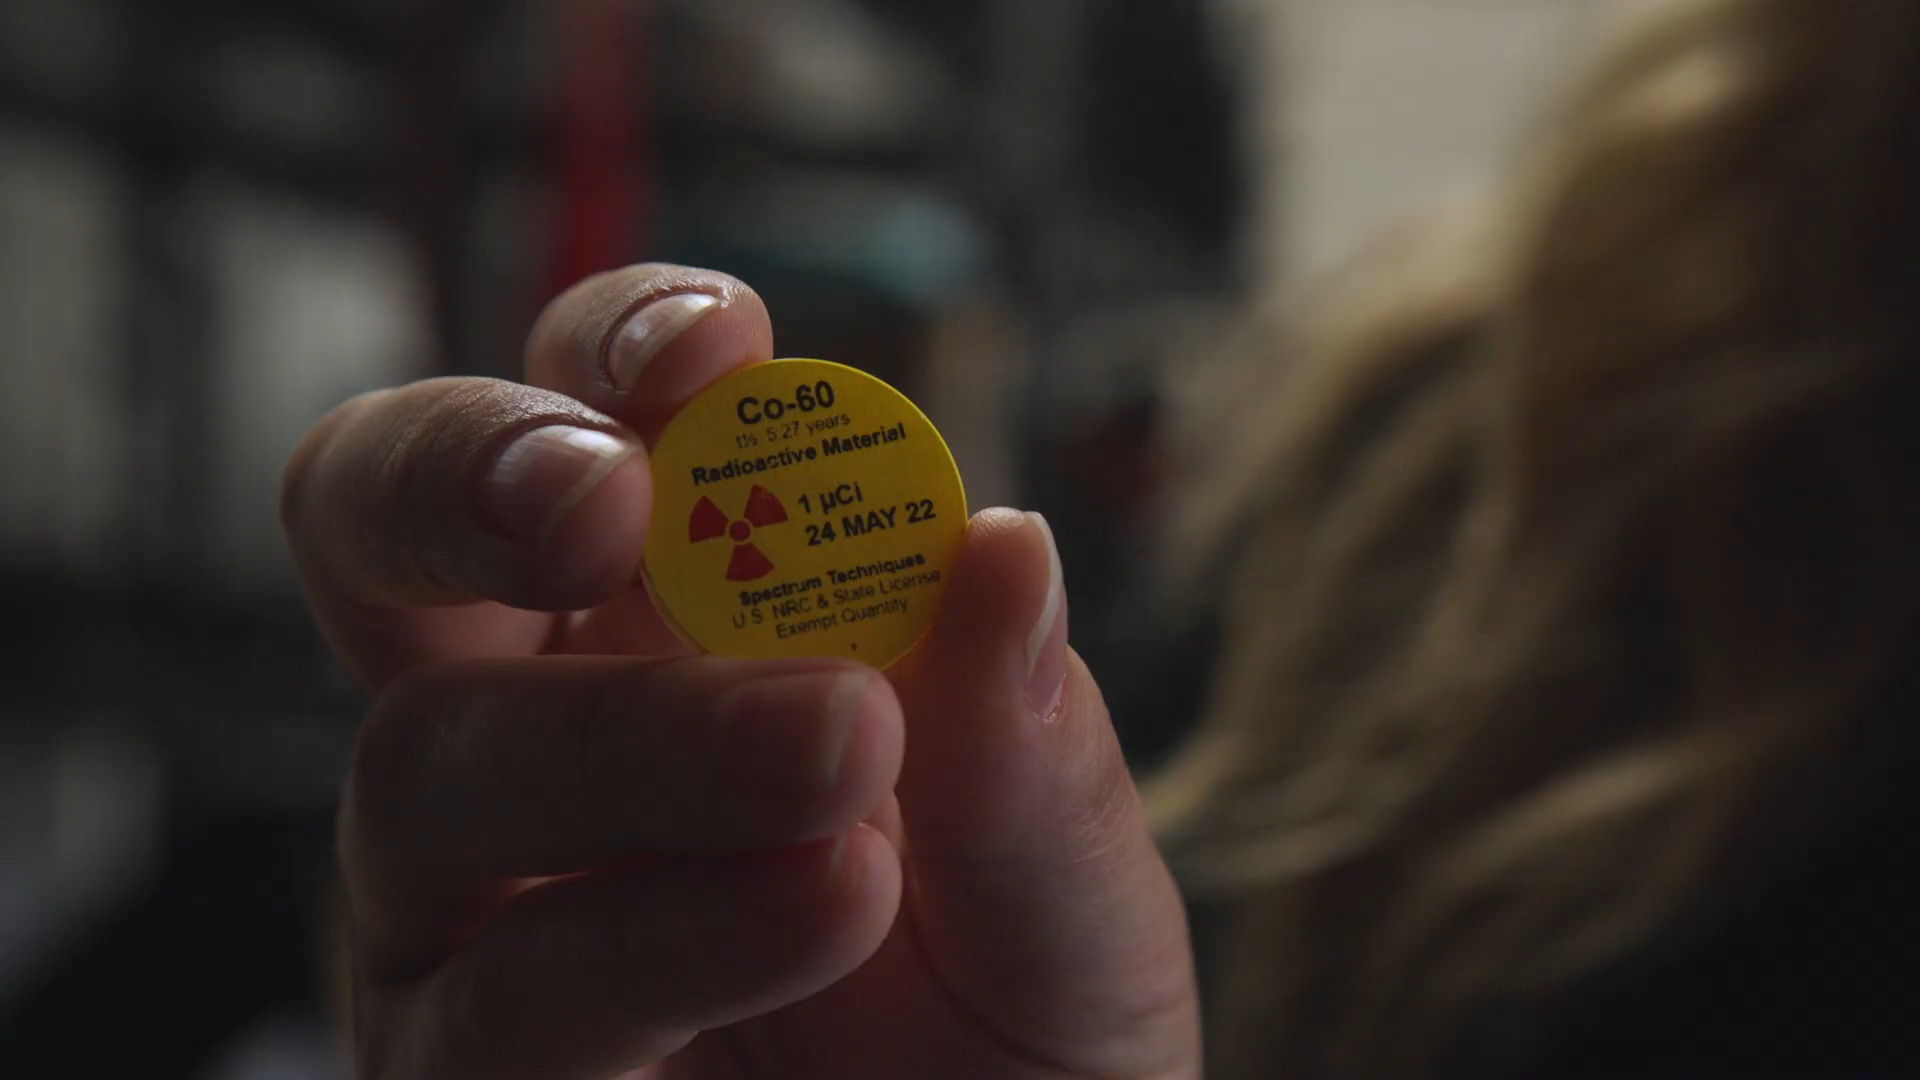 Co-60
t½ 5.27 years
Radioactive Material
1 µCi
24 MAY 22
Spectrum Techniques
U S NRC & State License
Exempt Quantity